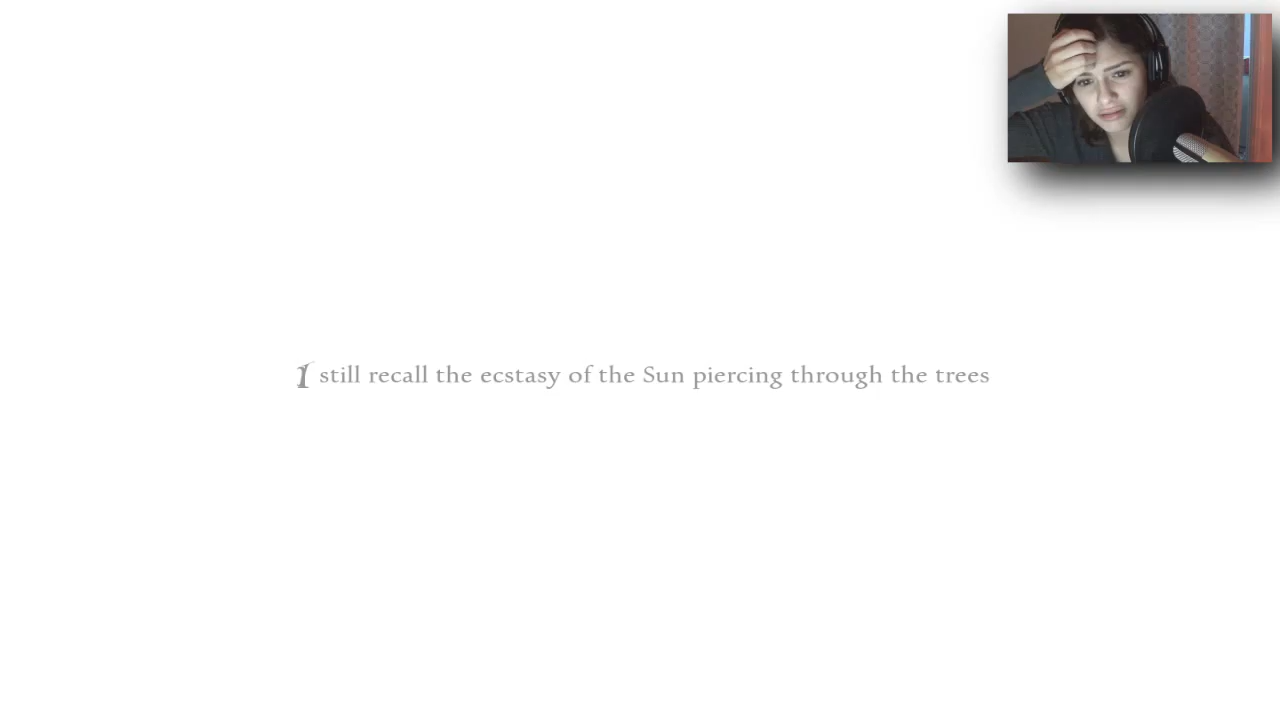 I still recall the ecstasy of the Sun piercing through the trees